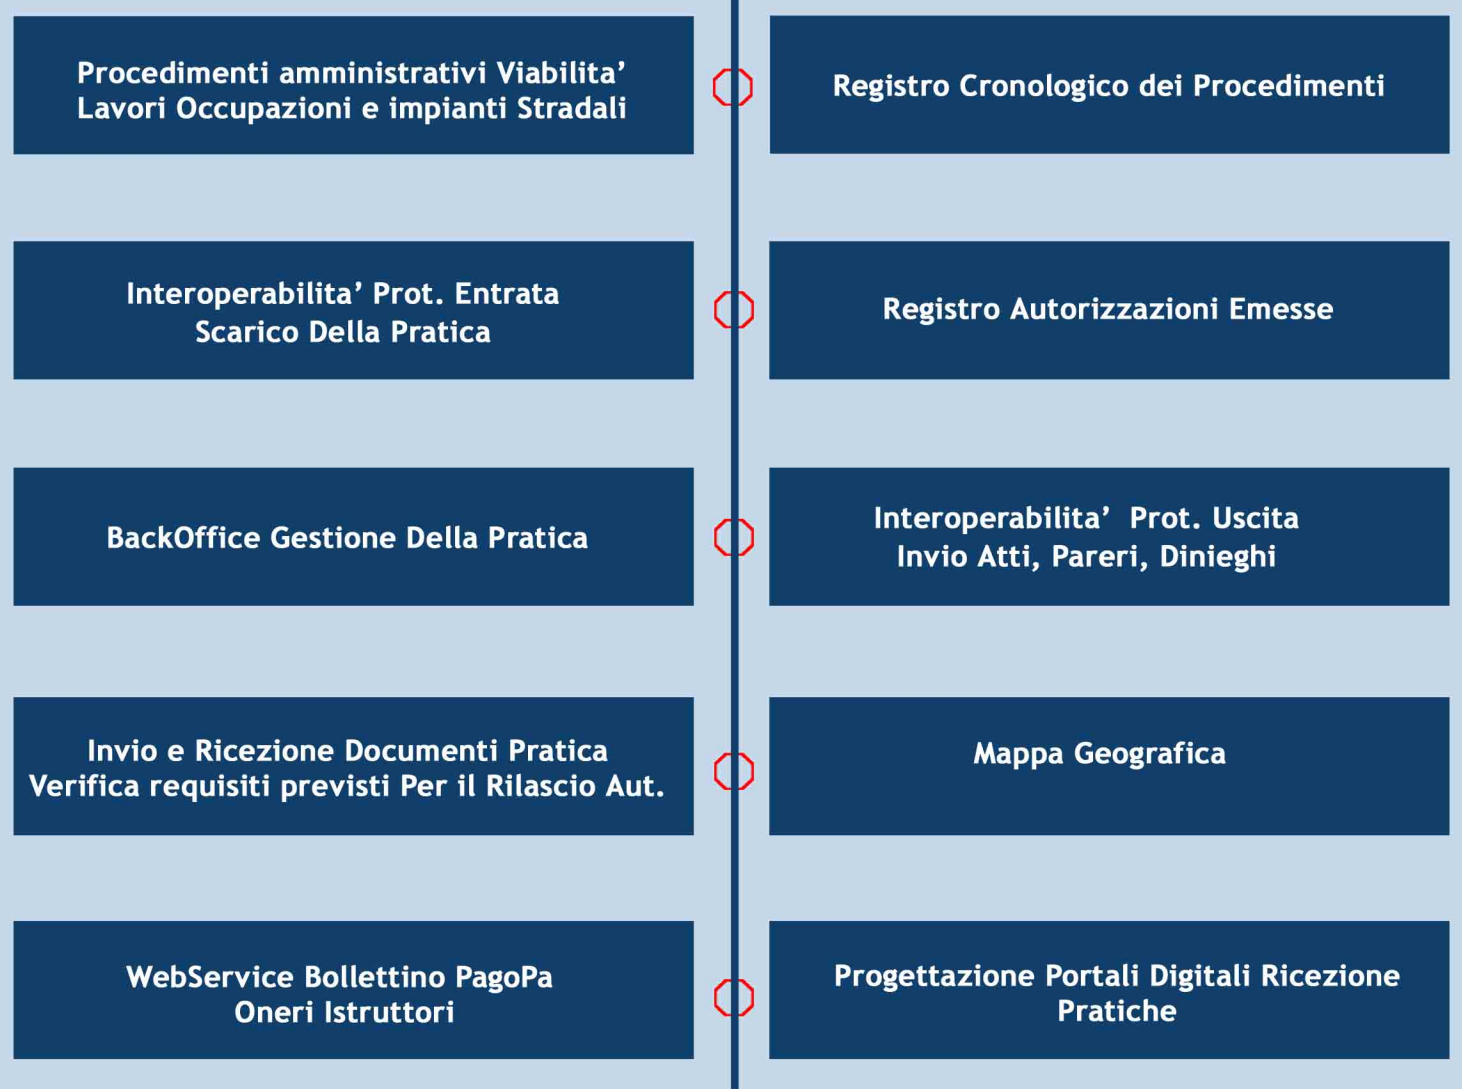 Procedimenti amministrativi Viabilita’
Lavori Occupazioni e impianti Stradali
Registro Cronologico dei Procedimenti
Interoperabilita’ Prot. Entrata
Scarico Della Pratica
Registro Autorizzazioni Emesse
BackOffice Gestione Della Pratica
Interoperabilita’ Prot. Uscita
Invio Atti, Pareri, Dinieghi
Invio e Ricezione Documenti Pratica
Verifica requisiti previsti Per il Rilascio Aut.
Mappa Geografica
WebService Bollettino PagoPa
Oneri Istruttori
Progettazione Portali Digitali Ricezione
Pratiche